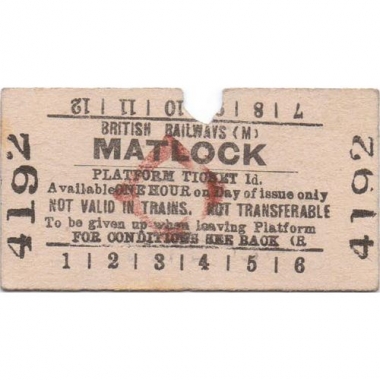 7 | 8 | 9 | 10 | 11 | 12
BRITISH RAILWAYS (M)
MATLOCK
PLATFORM TICKET 1d.
Available ONE HOUR on Day of issue only
NOT VALID IN TRAINS. NOT TRANSFERABLE
To be given up when leaving Platform
FOR CONDITIONS SEE BACK (R
1 | 2 | 3 | 4 | 5 | 6
4192
4192